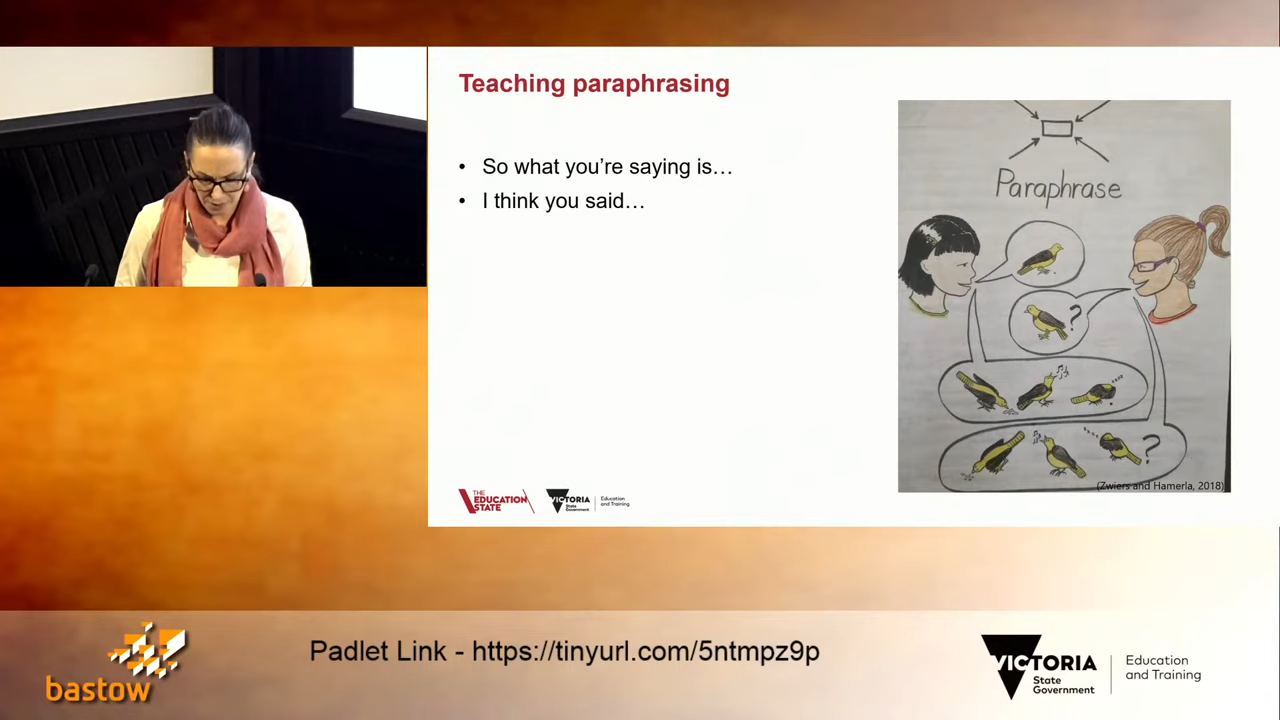 Teaching paraphrasing
• So what you’re saying is…
• I think you said…
Paraphrase
?
?
(Zwiers and Hamerla, 2018)
THE
EDUCATION
STATE
VICTORIA
State
Government
Education
and Training
bastow
Padlet Link - https://tinyurl.com/5ntmpz9p
VICTORIA
State
Government
Education
and Training